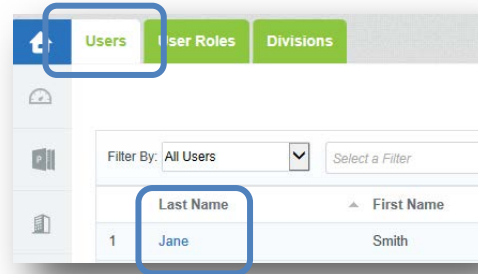 Users User Roles Divisions
Filter By: All Users Select a Filter
Last Name First Name
1 Jane Smith